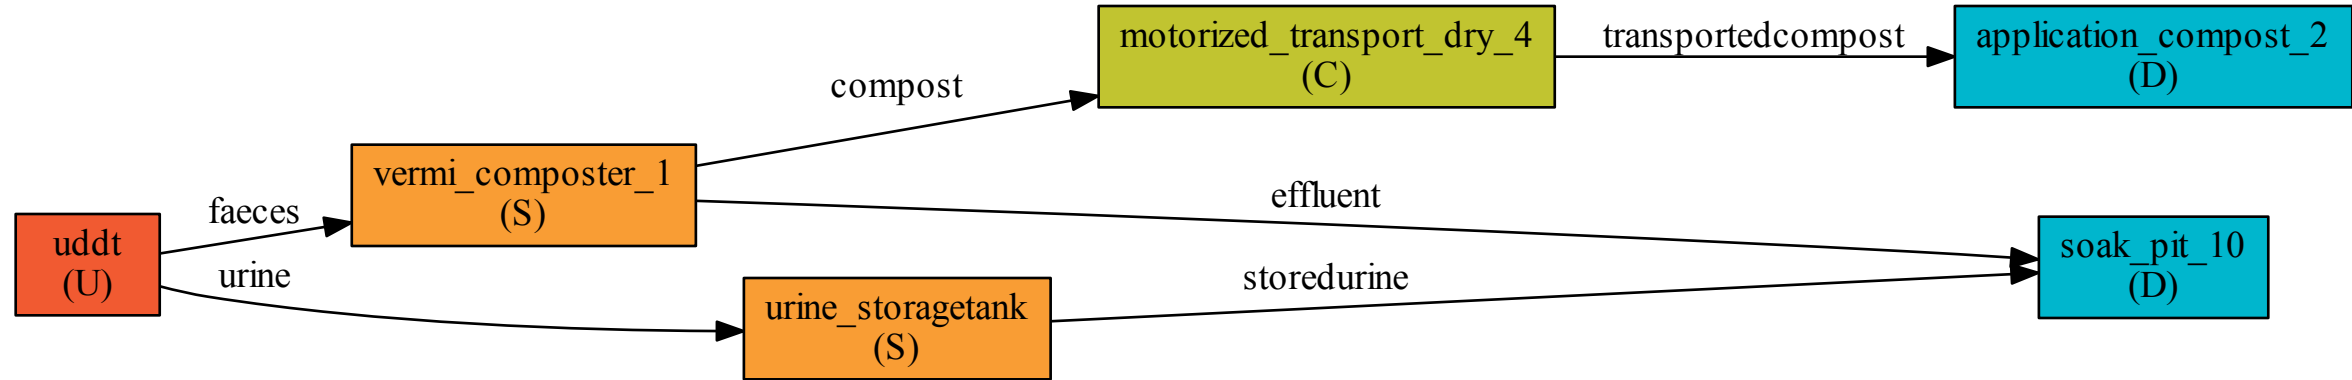 uddt
(U)
faeces
urine
vermi_composter_1
(S)
urine_storagetank
(S)
compost
effluent
storedurine
motorized_transport_dry_4
(C)
transportedcompost
application_compost_2
(D)
soak_pit_10
(D)